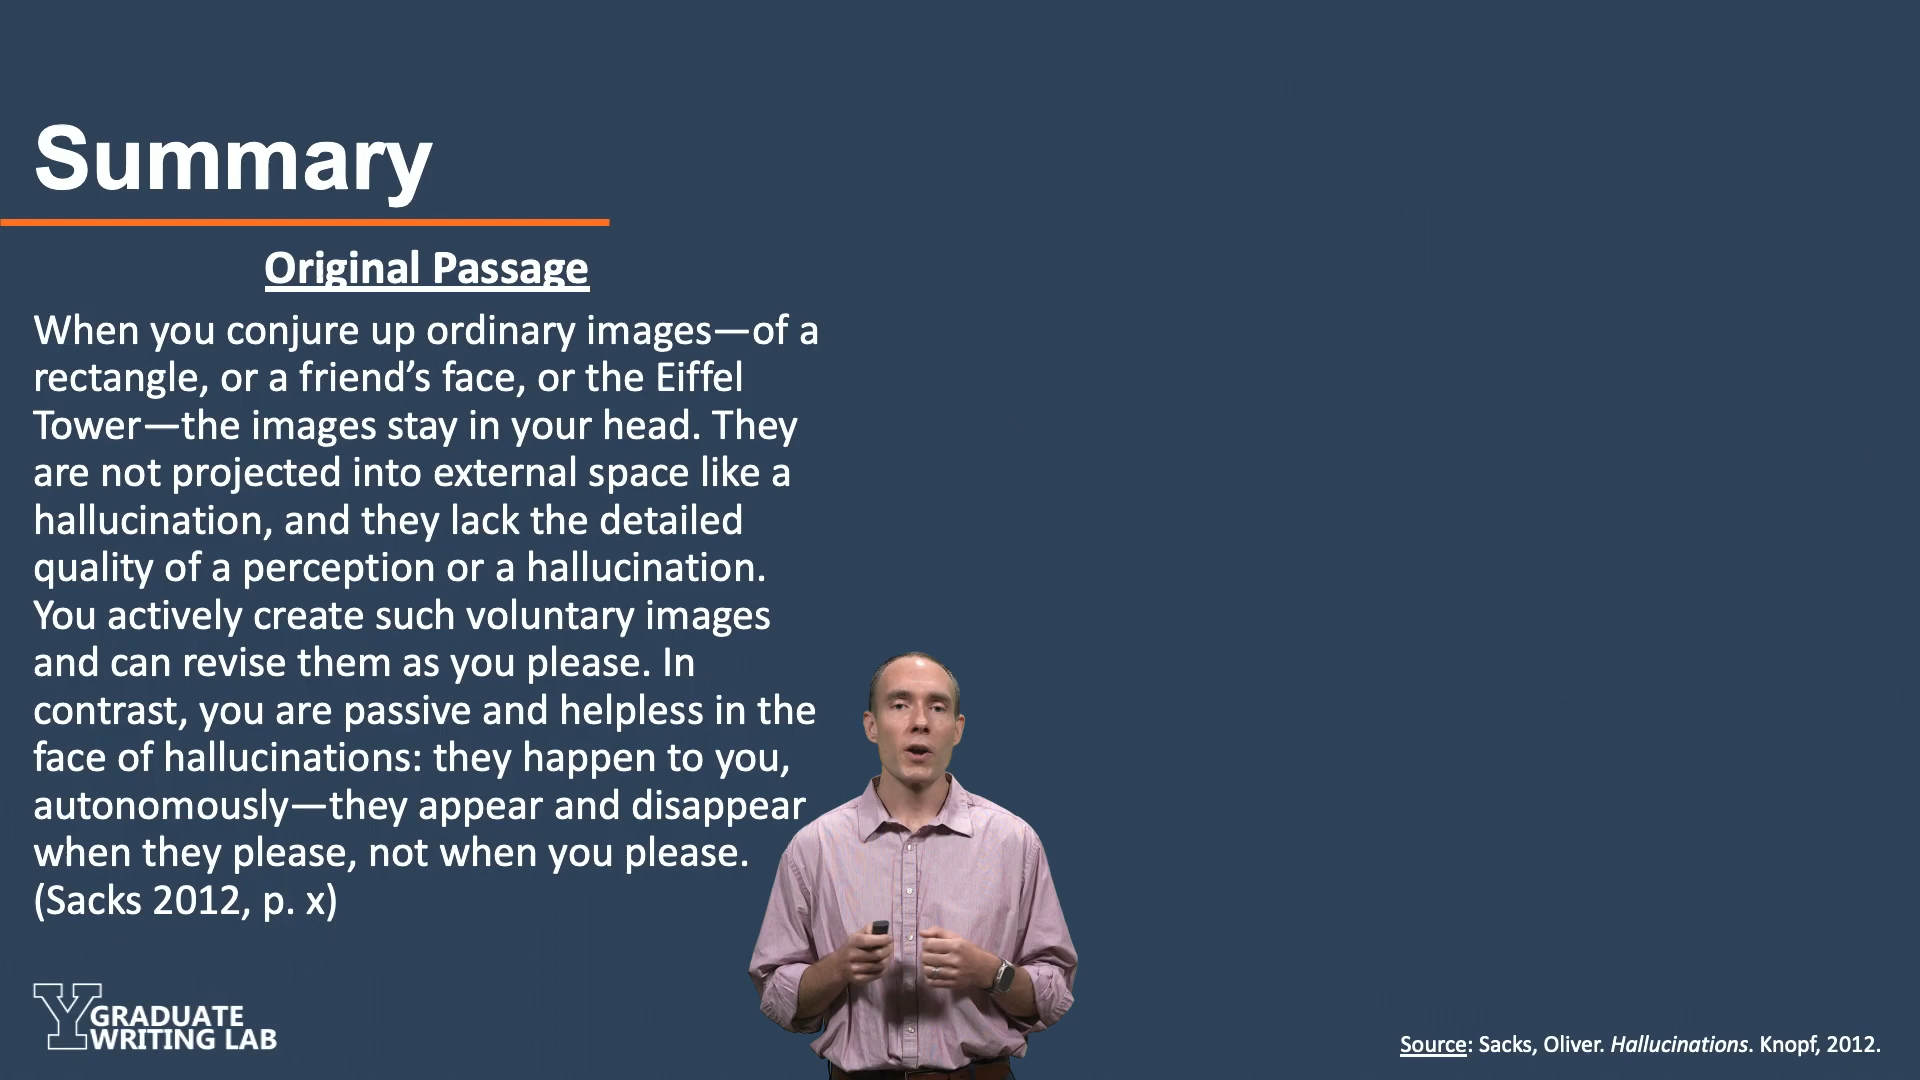 Summary
Original Passage
When you conjure up ordinary images—of a
rectangle, or a friend’s face, or the Eiffel
Tower—the images stay in your head. They
are not projected into external space like a
hallucination, and they lack the detailed
quality of a perception or a hallucination.
You actively create such voluntary images
and can revise them as you please. In
contrast, you are passive and helpless in the
face of hallucinations: they happen to you,
autonomously—they appear and disappear
when they please, not when you please.
(Sacks 2012, p. x)
Y GRADUATE
WRITING LAB
Source: Sacks, Oliver. Hallucinations. Knopf, 2012.